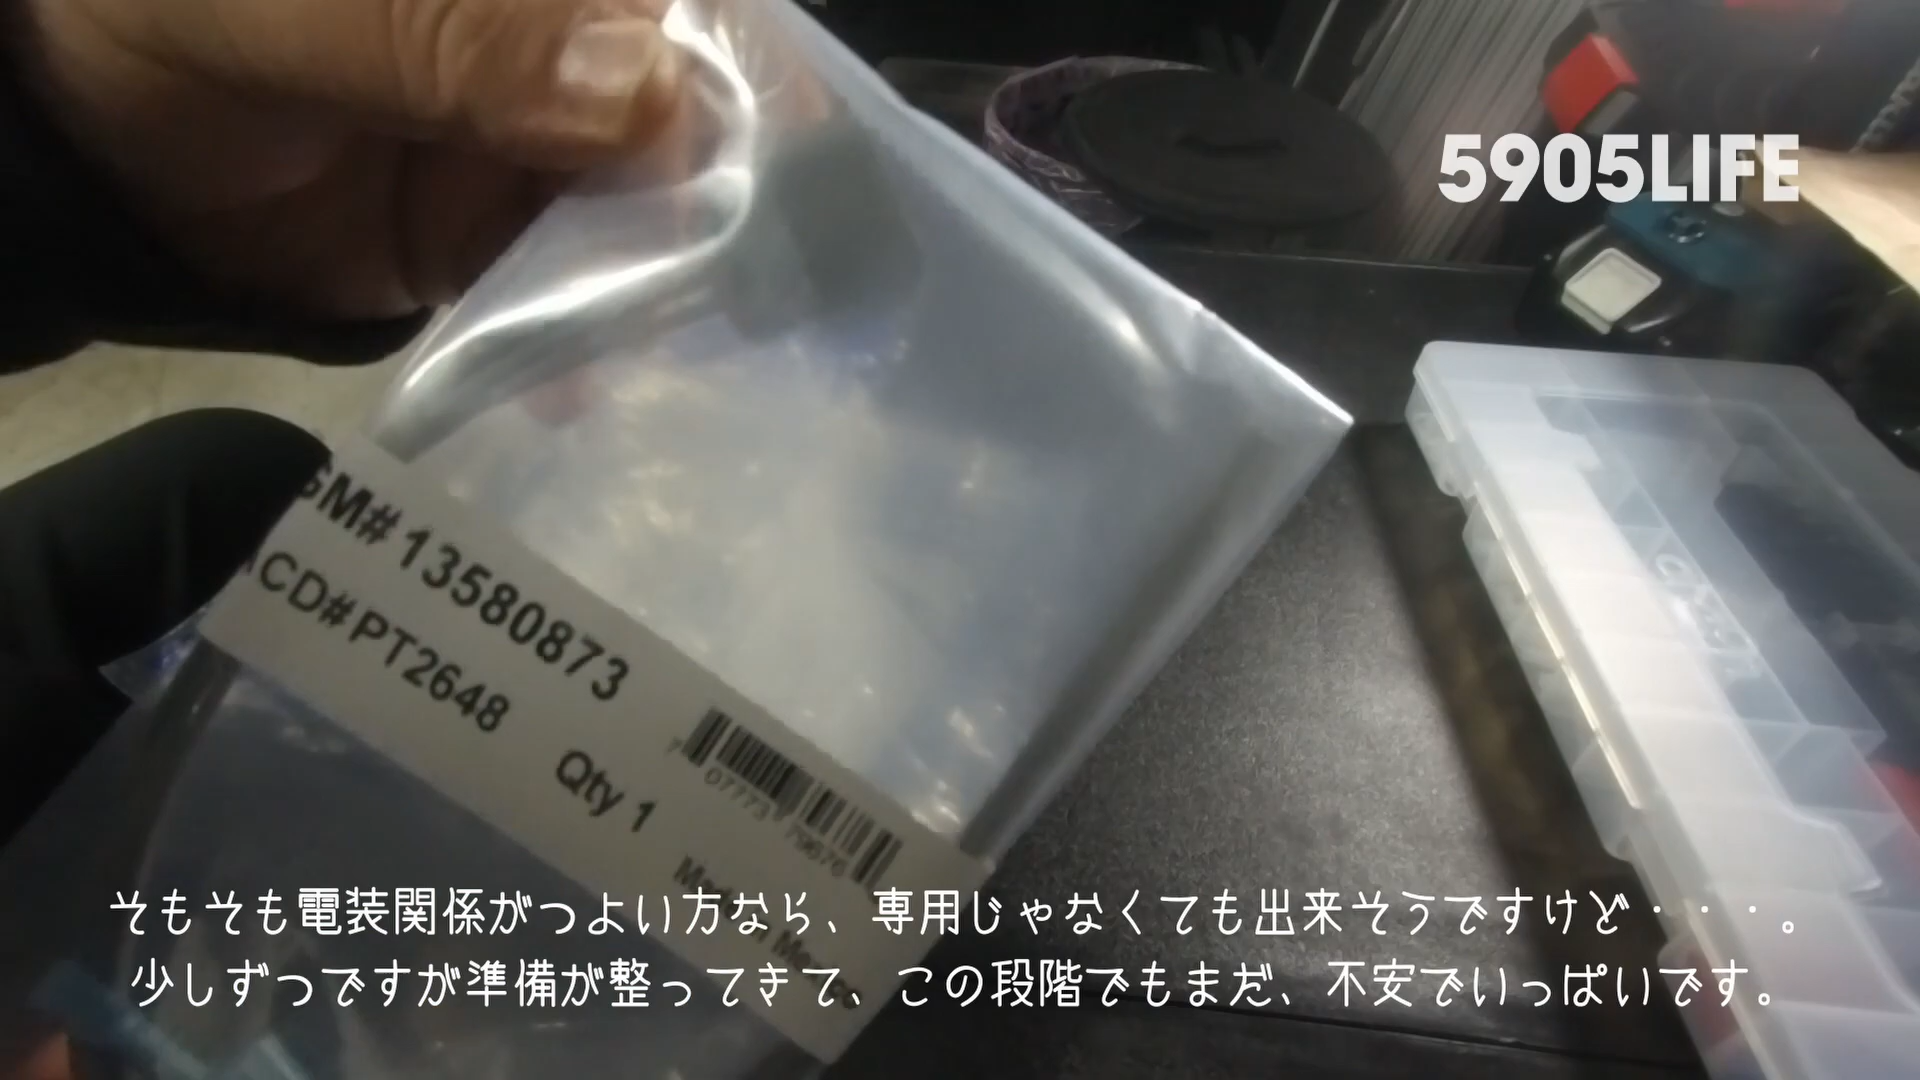 5905LIFE
GM# 13580873
ACD# PT2648
Qty 1
Made in Mexico
そもそも電装関係がつよい方なら、専用じゃなくても出来そうですけど・・・。
少しずつですが準備が整ってきて、この段階でもまだ、不安でいっぱいです。